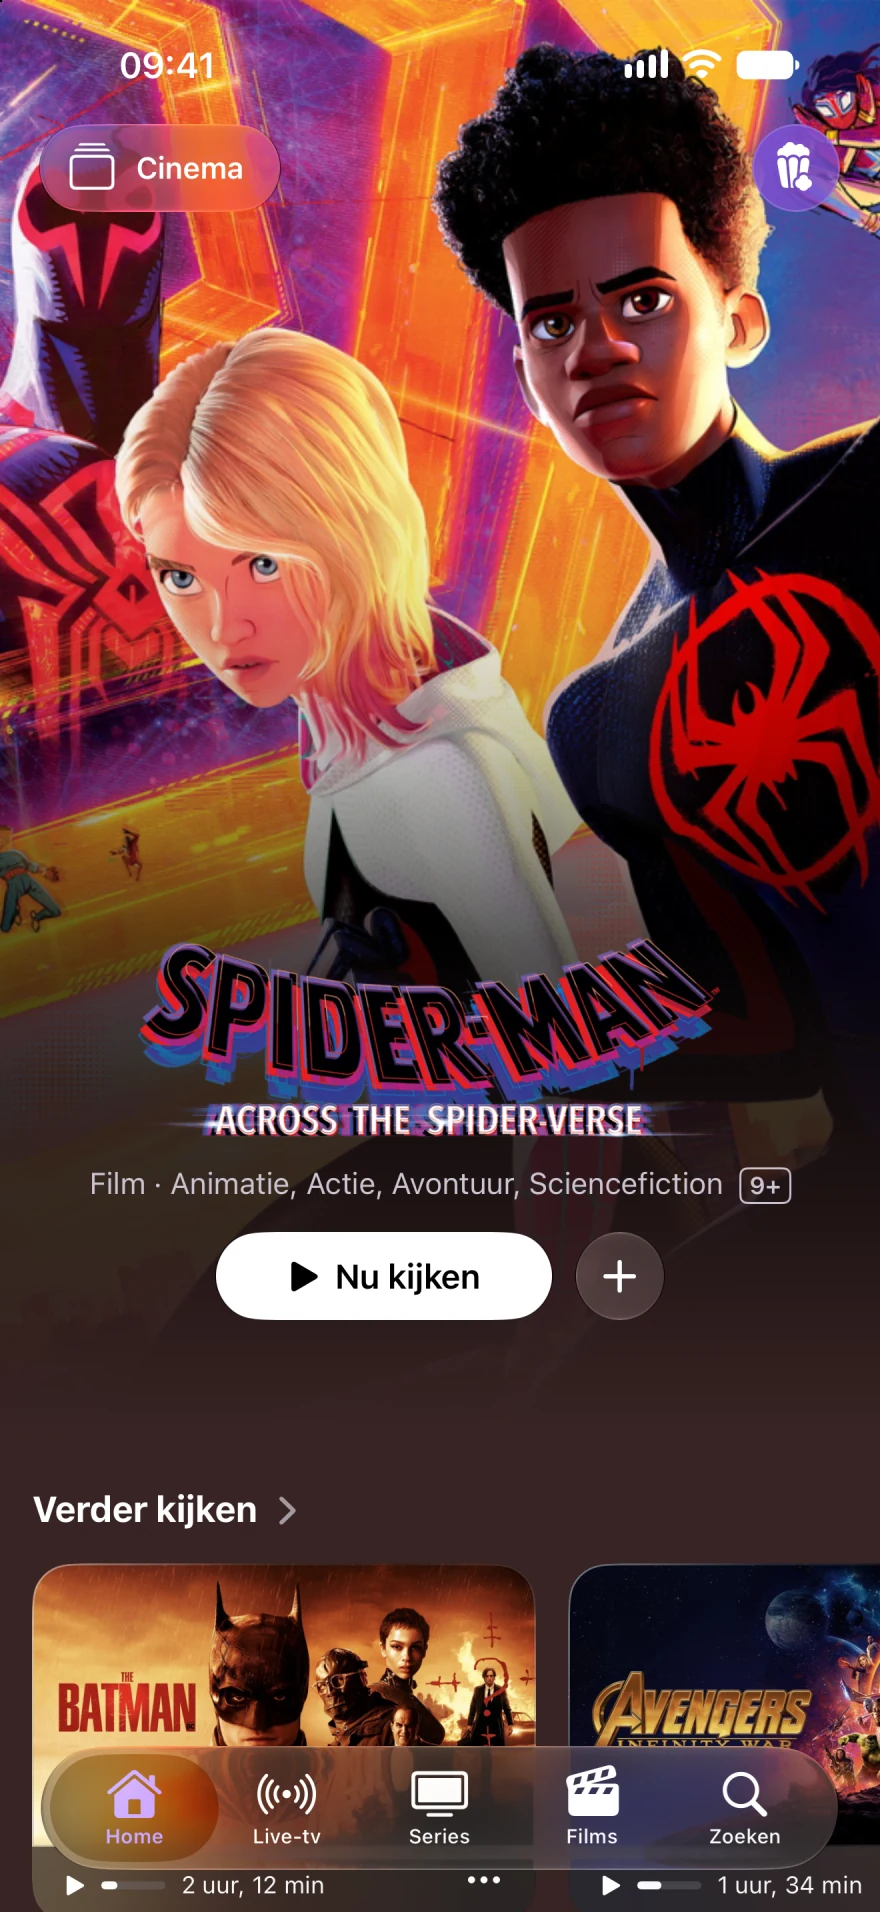 09:41
Cinema
SPIDER-MAN
ACROSS THE SPIDER-VERSE
Film · Animatie, Actie, Avontuur, Sciencefiction 9+
Nu kijken
Verder kijken
THE
BATMAN
AVENGERS
INFINITY WAR
Home
Live-tv
Series
Films
Zoeken
2 uur, 12 min
1 uur, 34 min